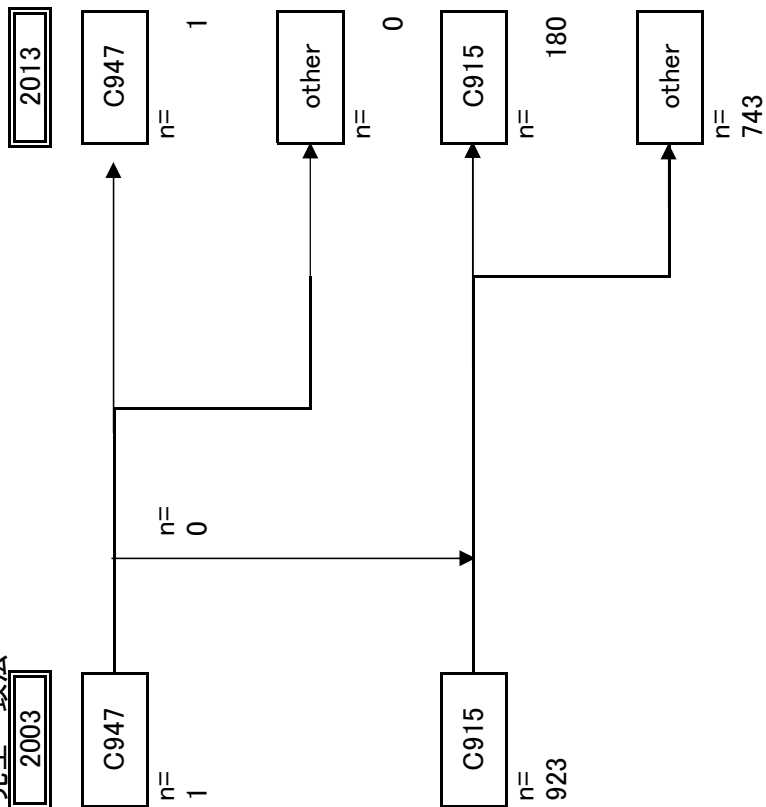 2003
2013
C947
C947
n=
n=
n=
1
0
1
other
n=
0
C915
C915
n=
n=
923
180
other
n=
743